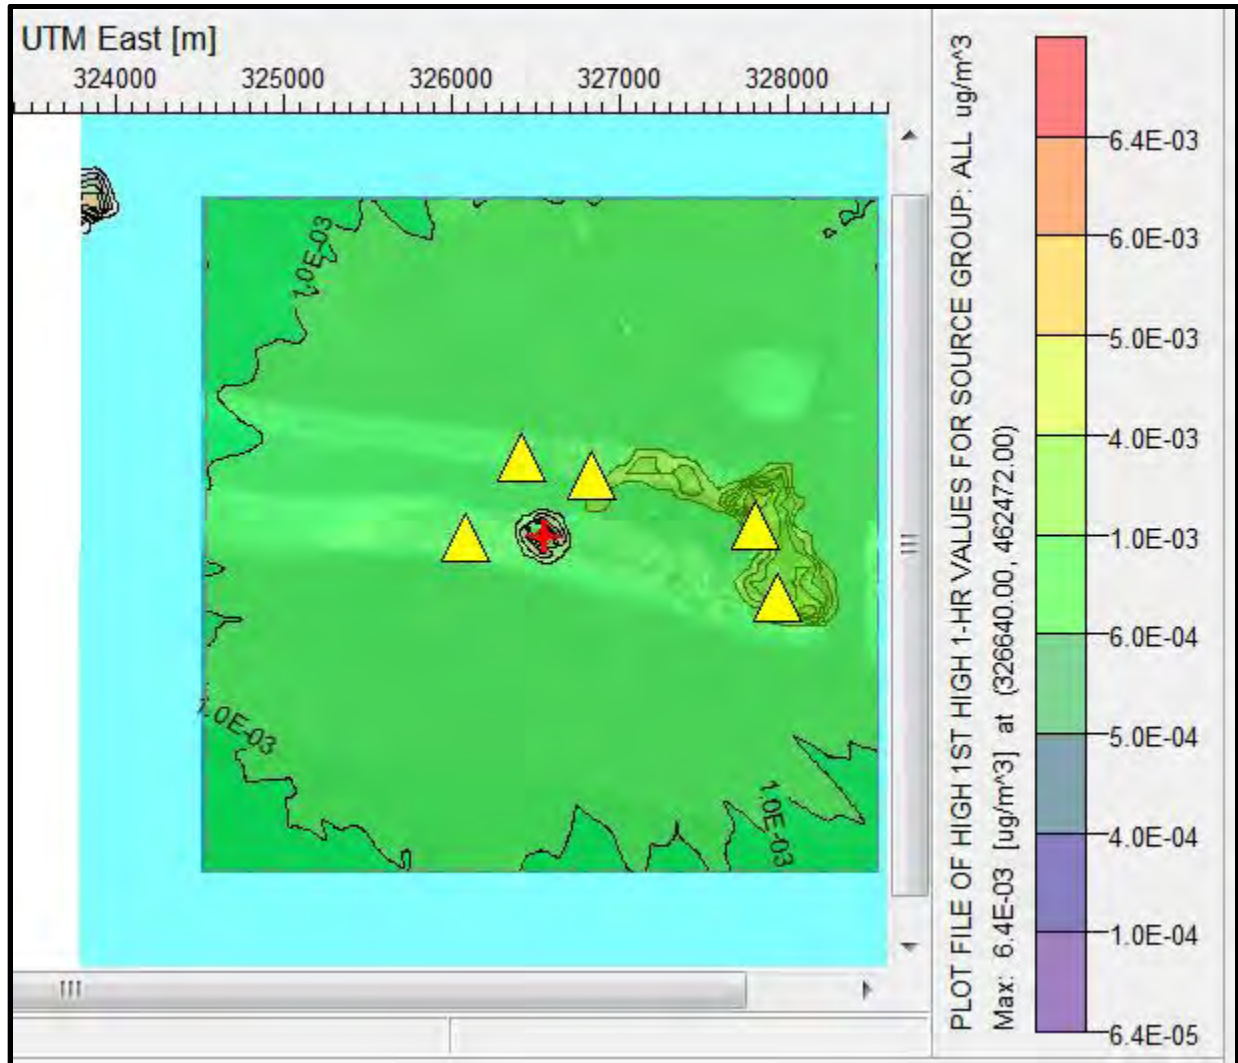 UTM East [m]
324000 325000 326000 327000 328000
1.0E-03
1.0E-03
1.0E-03
PLOT FILE OF HIGH 1ST HIGH 1-HR VALUES FOR SOURCE GROUP: ALL ug/m^3
Max: 6.4E-03 [ug/m^3] at (326640.00, 462472.00)
6.4E-03
6.0E-03
5.0E-03
4.0E-03
1.0E-03
6.0E-04
5.0E-04
4.0E-04
1.0E-04
6.4E-05